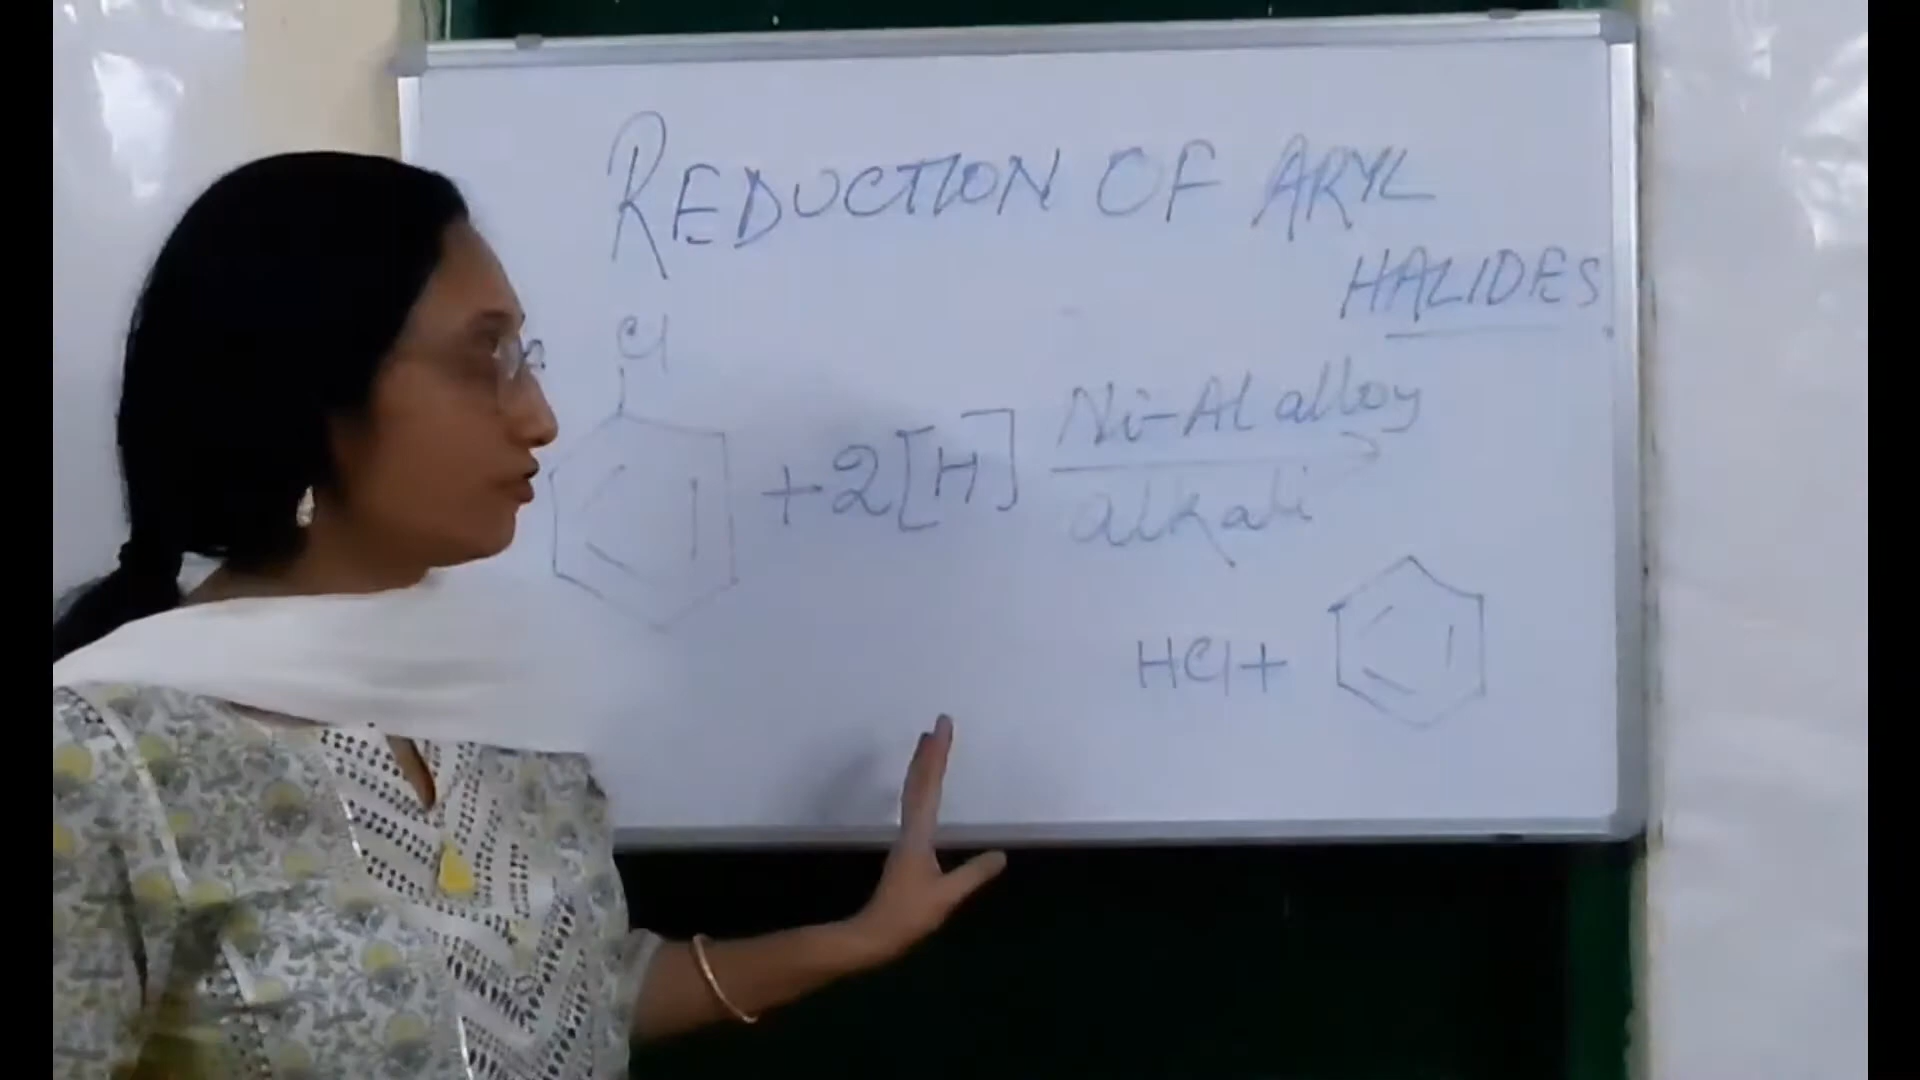 REDUCTION OF ARYL
HALIDES
Cl
+2[H]
Ni-Al alloy
alkali
HCl+